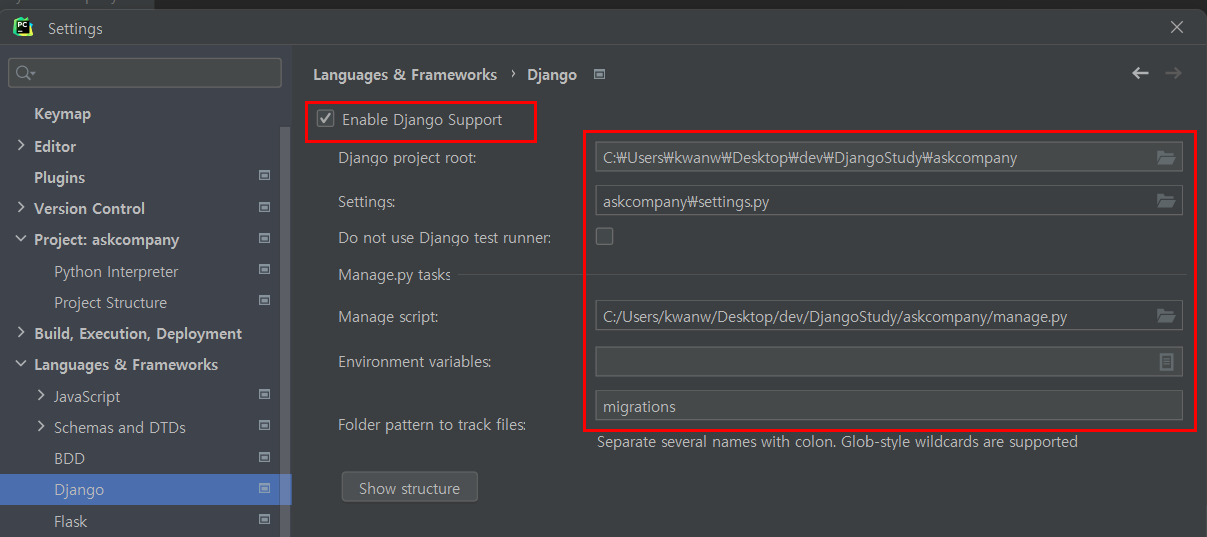 PC
Settings
Languages & Frameworks › Django
Keymap
Enable Django Support
Editor
Django project root:
C:₩Users₩kwanw₩Desktop₩dev₩DjangoStudy₩askcompany
Plugins
Settings:
askcompany₩settings.py
Version Control
Do not use Django test runner:
Project: askcompany
Python Interpreter
Manage.py tasks
Project Structure
Manage script:
C:/Users/kwanw/Desktop/dev/DjangoStudy/askcompany/manage.py
Build, Execution, Deployment
Environment variables:
Languages & Frameworks
JavaScript
migrations
Schemas and DTDs
Folder pattern to track files:
Separate several names with colon. Glob-style wildcards are supported
BDD
Django
Show structure
Flask